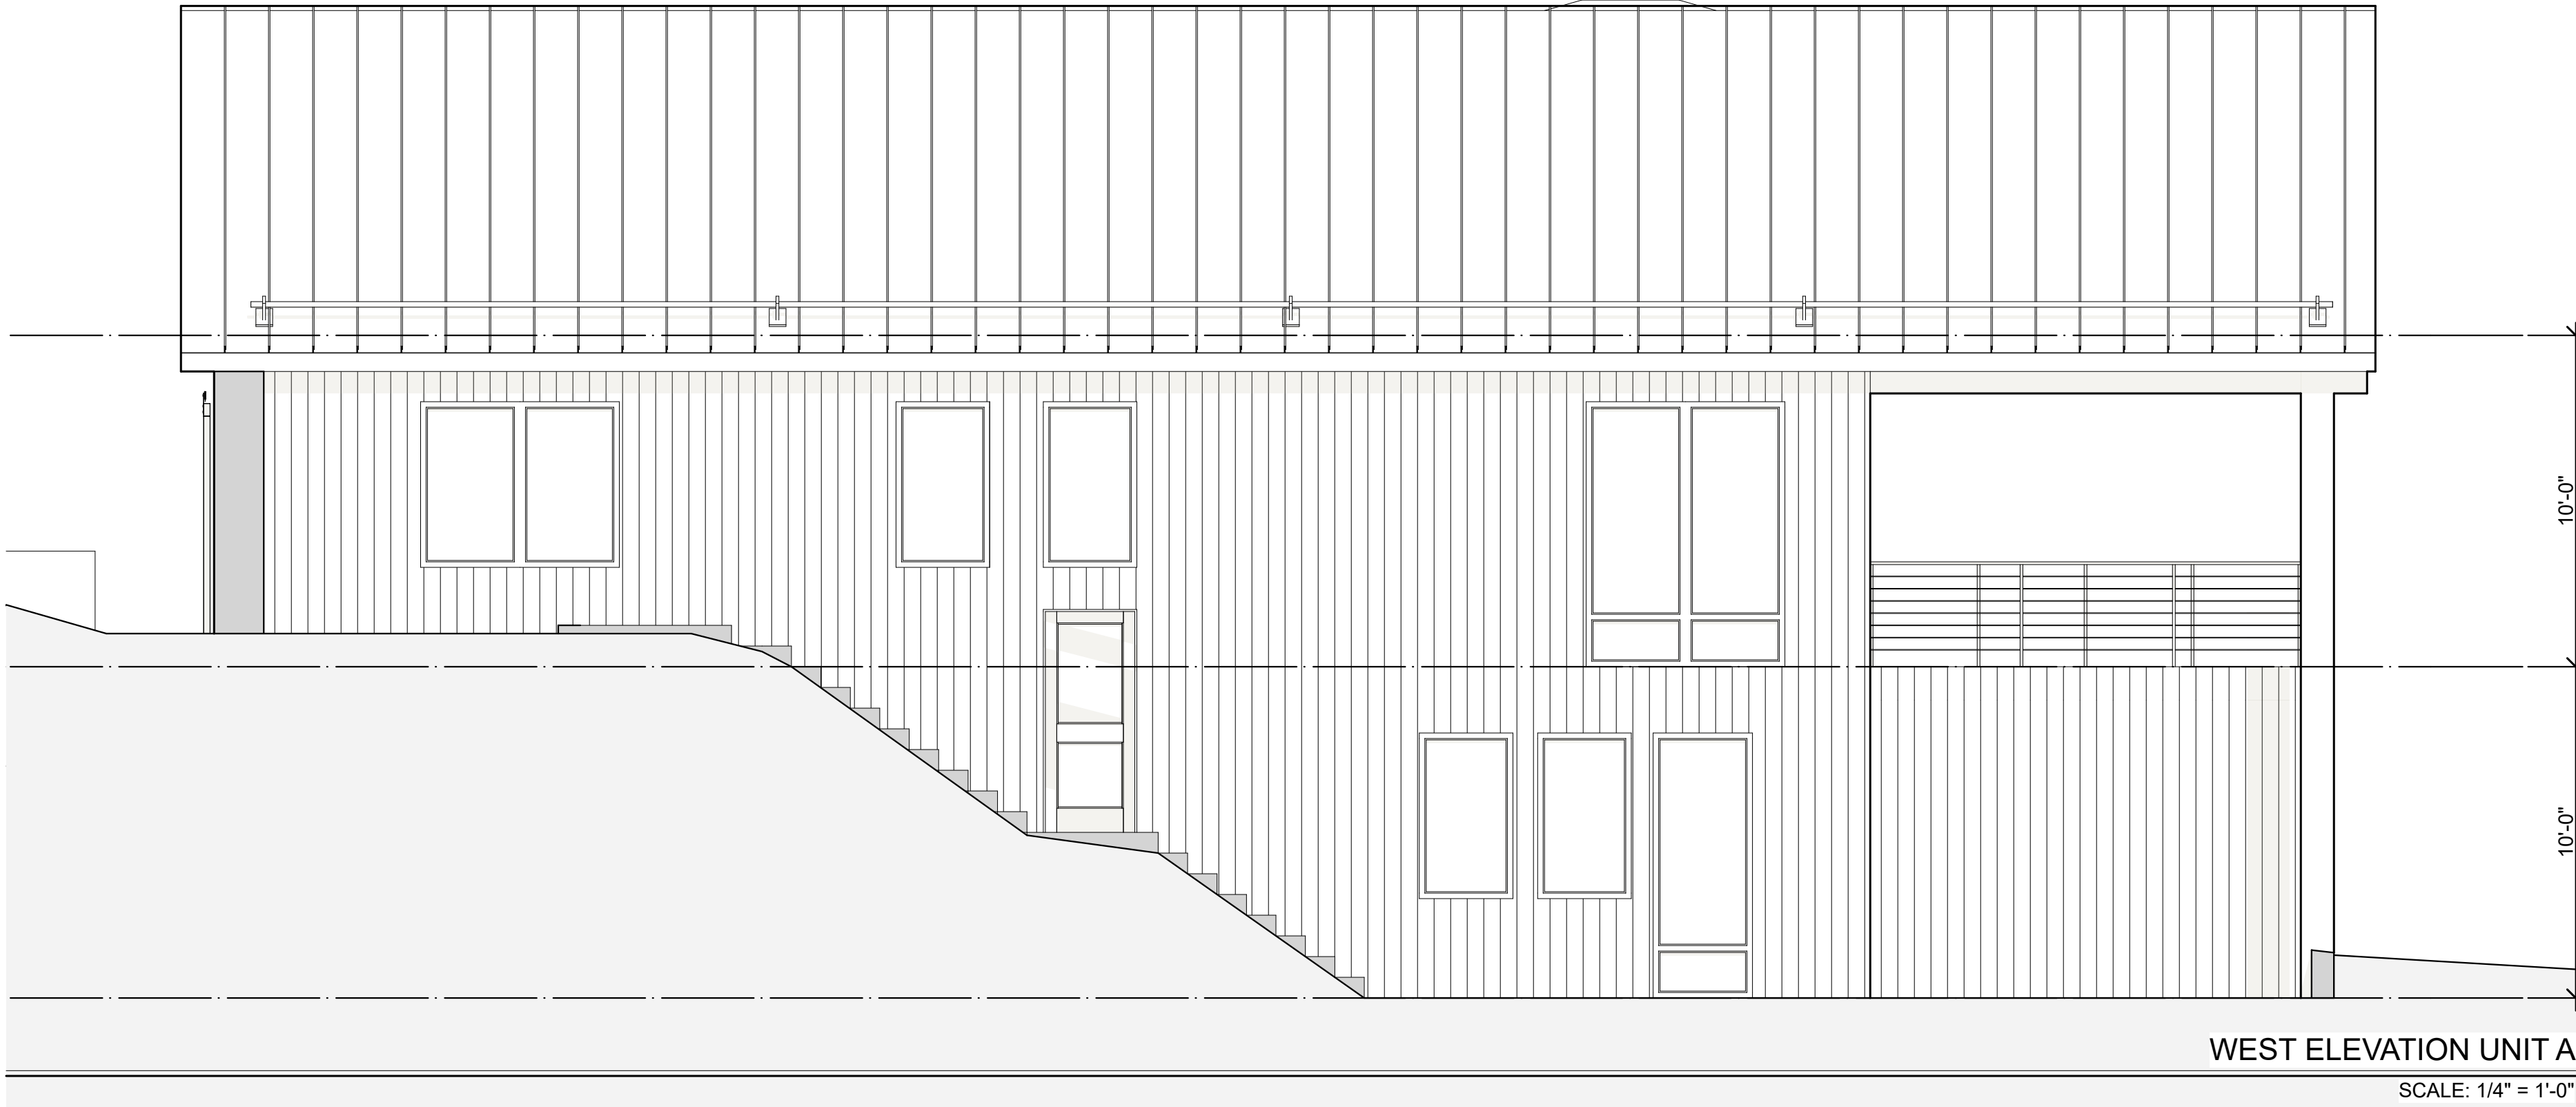 10'-0"
10'-0"
WEST ELEVATION UNIT A
SCALE: 1/4" = 1'-0"